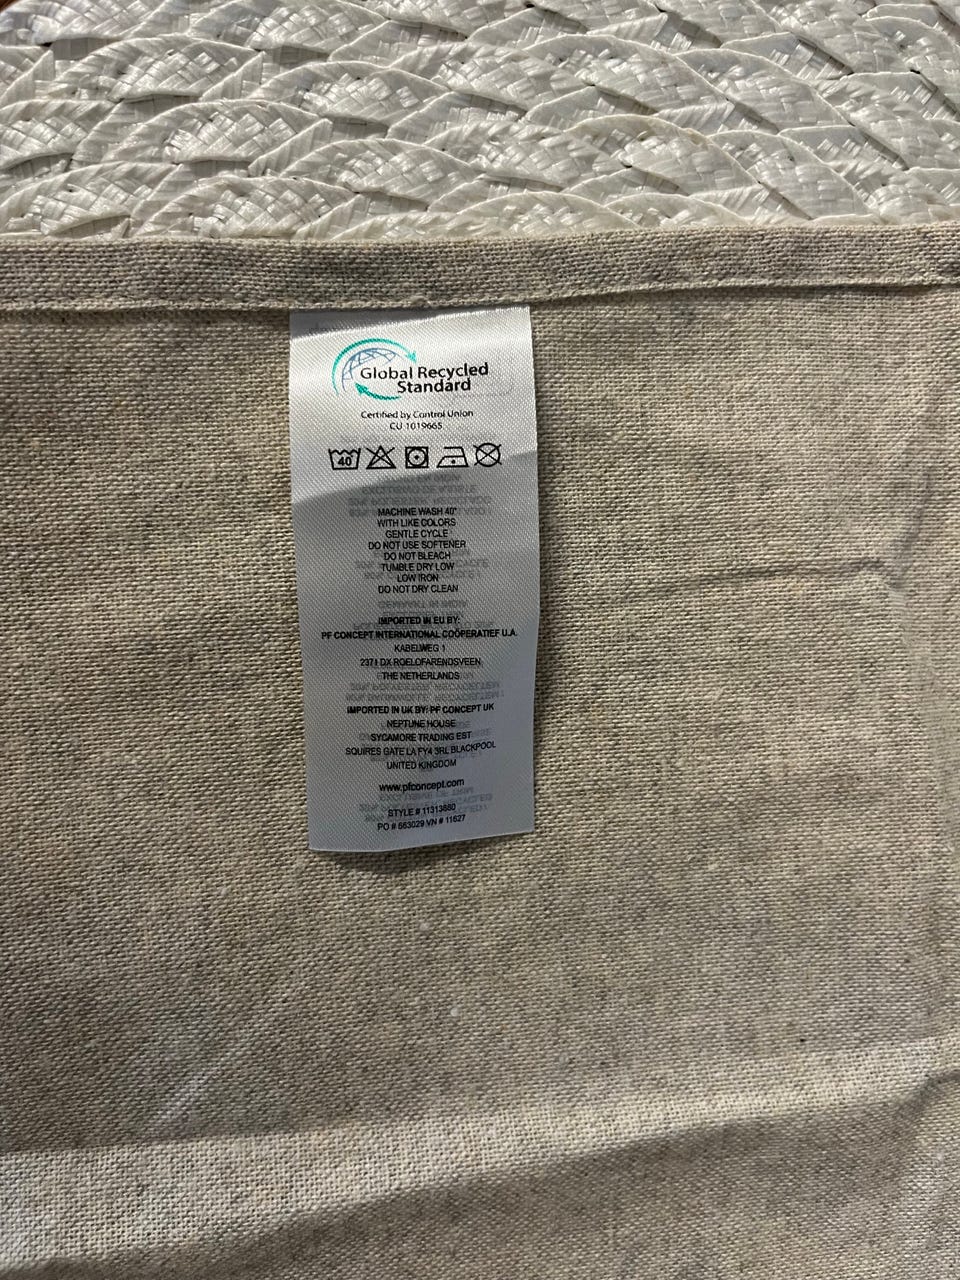 Global Recycled
Standard
Certified by Control Union
CU 1019665
40
MACHINE WASH 40°
WITH LIKE COLORS
GENTLE CYCLE
DO NOT USE SOFTENER
DO NOT BLEACH
TUMBLE DRY LOW
LOW IRON
DO NOT DRY CLEAN
IMPORTED IN EU BY:
PF CONCEPT INTERNATIONAL COÖPERATIEF U.A.
KABELWEG 1
2371 DX ROELOFARENDSVEEN
THE NETHERLANDS
IMPORTED IN UK BY: PF CONCEPT UK
NEPTUNE HOUSE
SYCAMORE TRADING EST
SQUIRES GATE LA FY4 3RL BLACKPOOL
UNITED KINGDOM
www.pfconcept.com
STYLE # 11313880
PO # 563029 VN # 11627